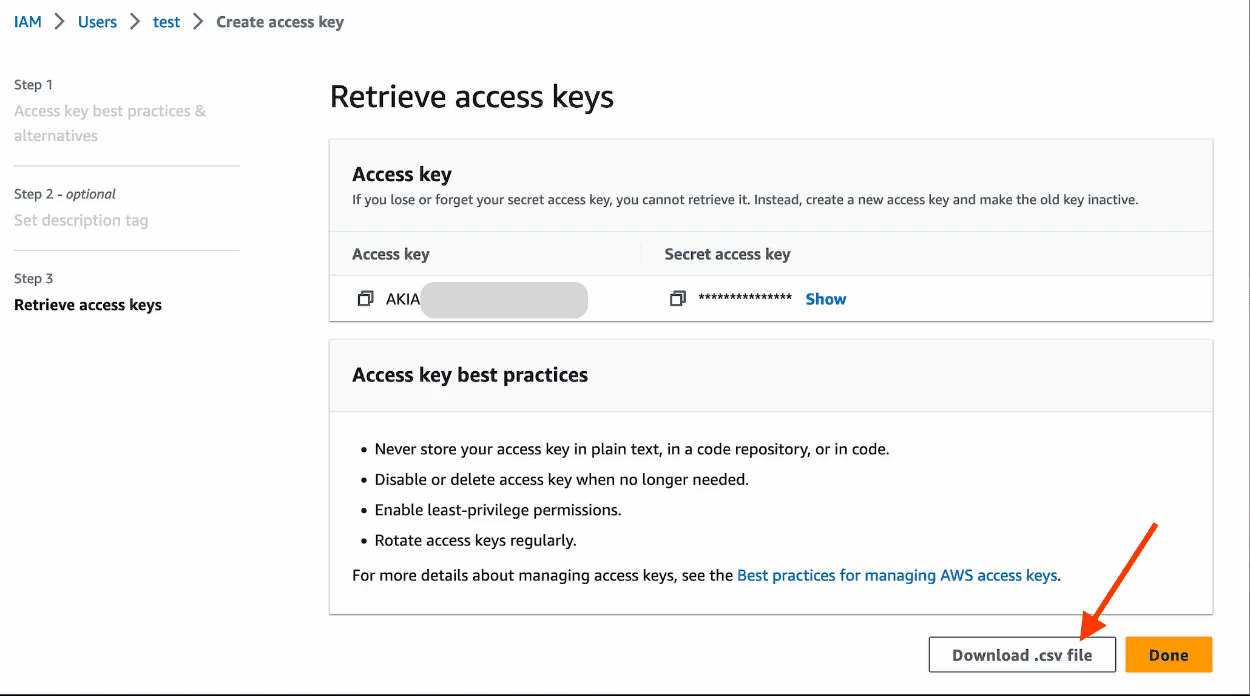 IAM > Users > test > Create access key
Step 1
Access key best practices &
alternatives
Step 2 - optional
Set description tag
Step 3
Retrieve access keys
Retrieve access keys
Access key
If you lose or forget your secret access key, you cannot retrieve it. Instead, create a new access key and make the old key inactive.
Access key Secret access key
AKIA *************** Show
Access key best practices
• Never store your access key in plain text, in a code repository, or in code.
• Disable or delete access key when no longer needed.
• Enable least-privilege permissions.
• Rotate access keys regularly.
For more details about managing access keys, see the Best practices for managing AWS access keys.
Download .csv file Done